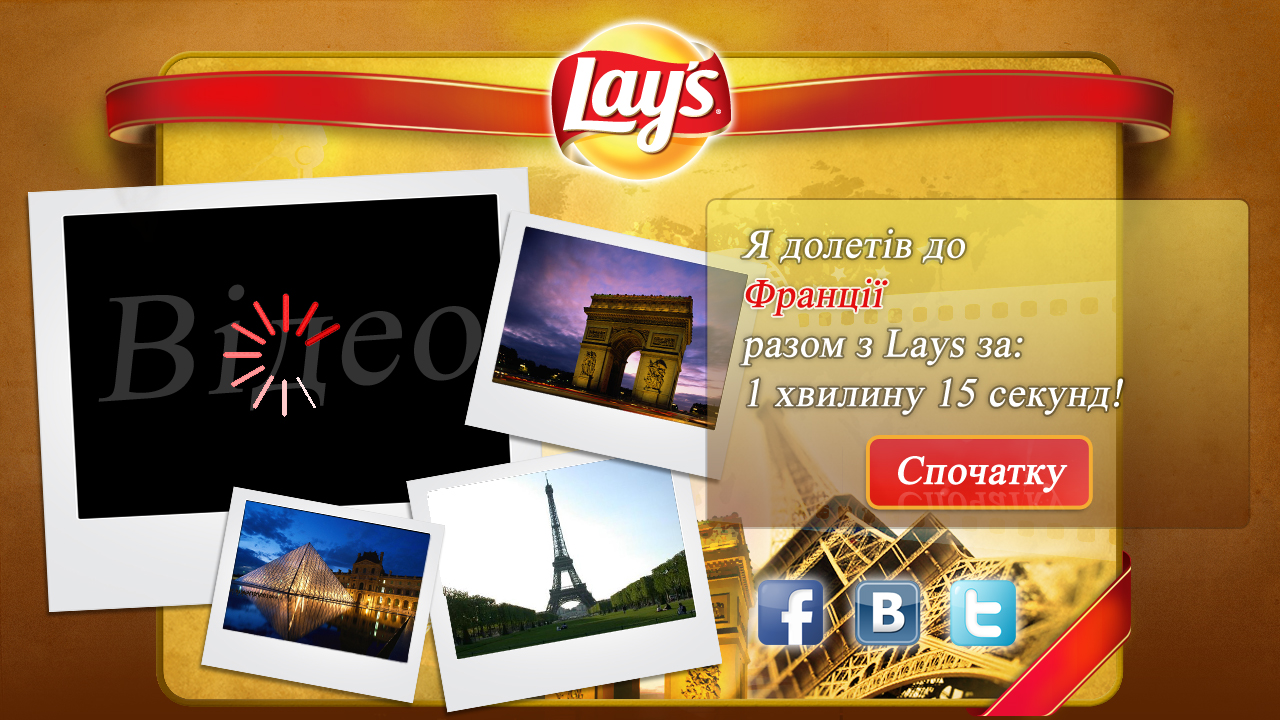 Lay's
Відео
Я долетів до
Франції
разом з Lays за:
1 хвилину 15 секунд!
Спочатку
f
B
t